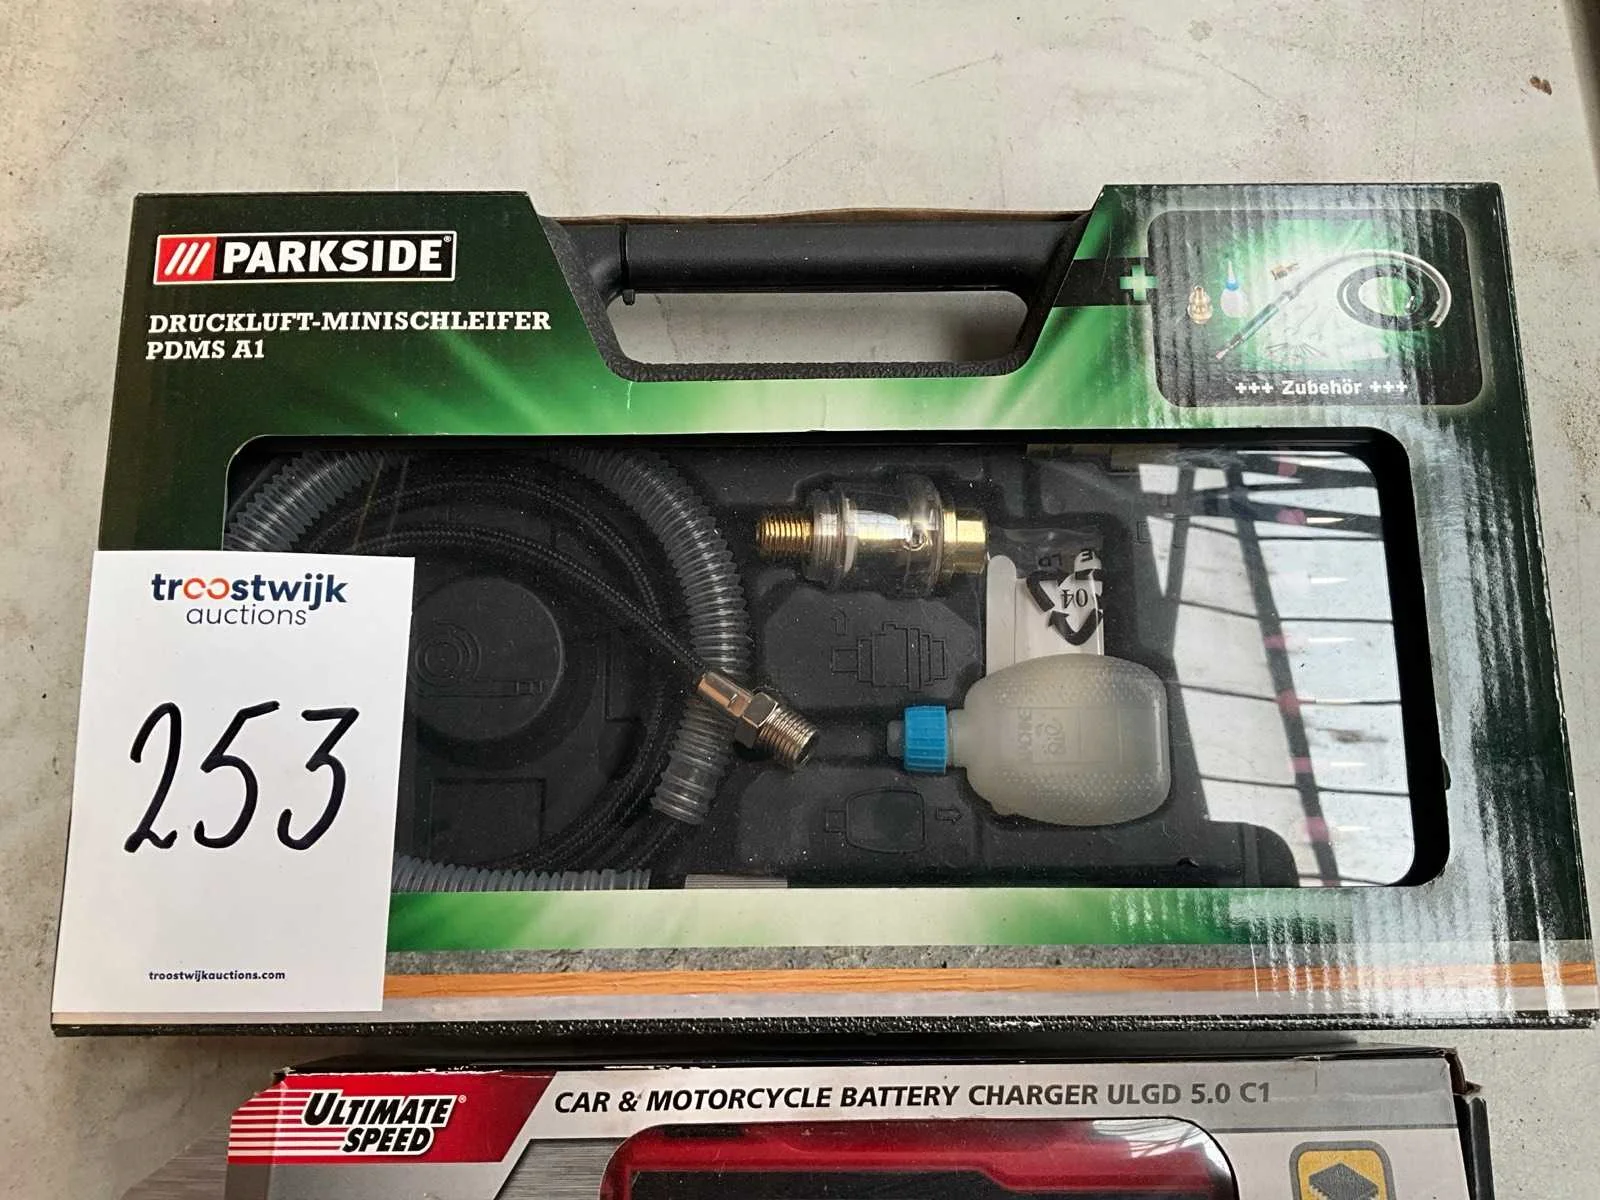 PARKSIDE®
DRUCKLUFT-MINISCHLEIFER
PDMS A1
+++ Zubehör +++
troostwijk
auctions
253
troostwijkauctions.com
04
ULTIMATE®
SPEED
CAR & MOTORCYCLE BATTERY CHARGER ULGD 5.0 C1